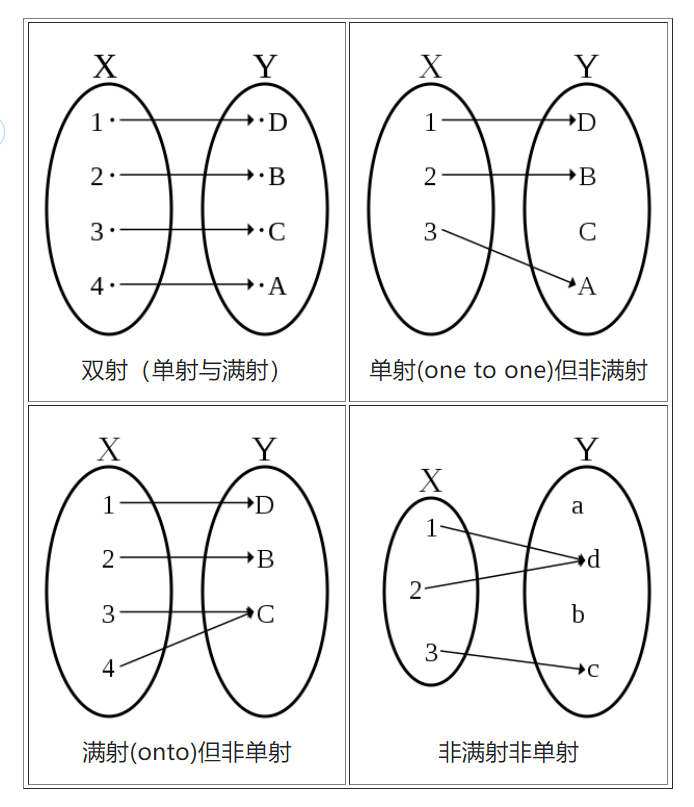 X Y
1· ·D
2· ·B
3· ·C
4· ·A
双射（单射与满射）
X Y
1 D
2 B
3 C
A
单射(one to one)但非满射
X Y
1 D
2 B
3 C
4
满射(onto)但非单射
Y
X
a
1
d
2
b
3
c
非满射非单射